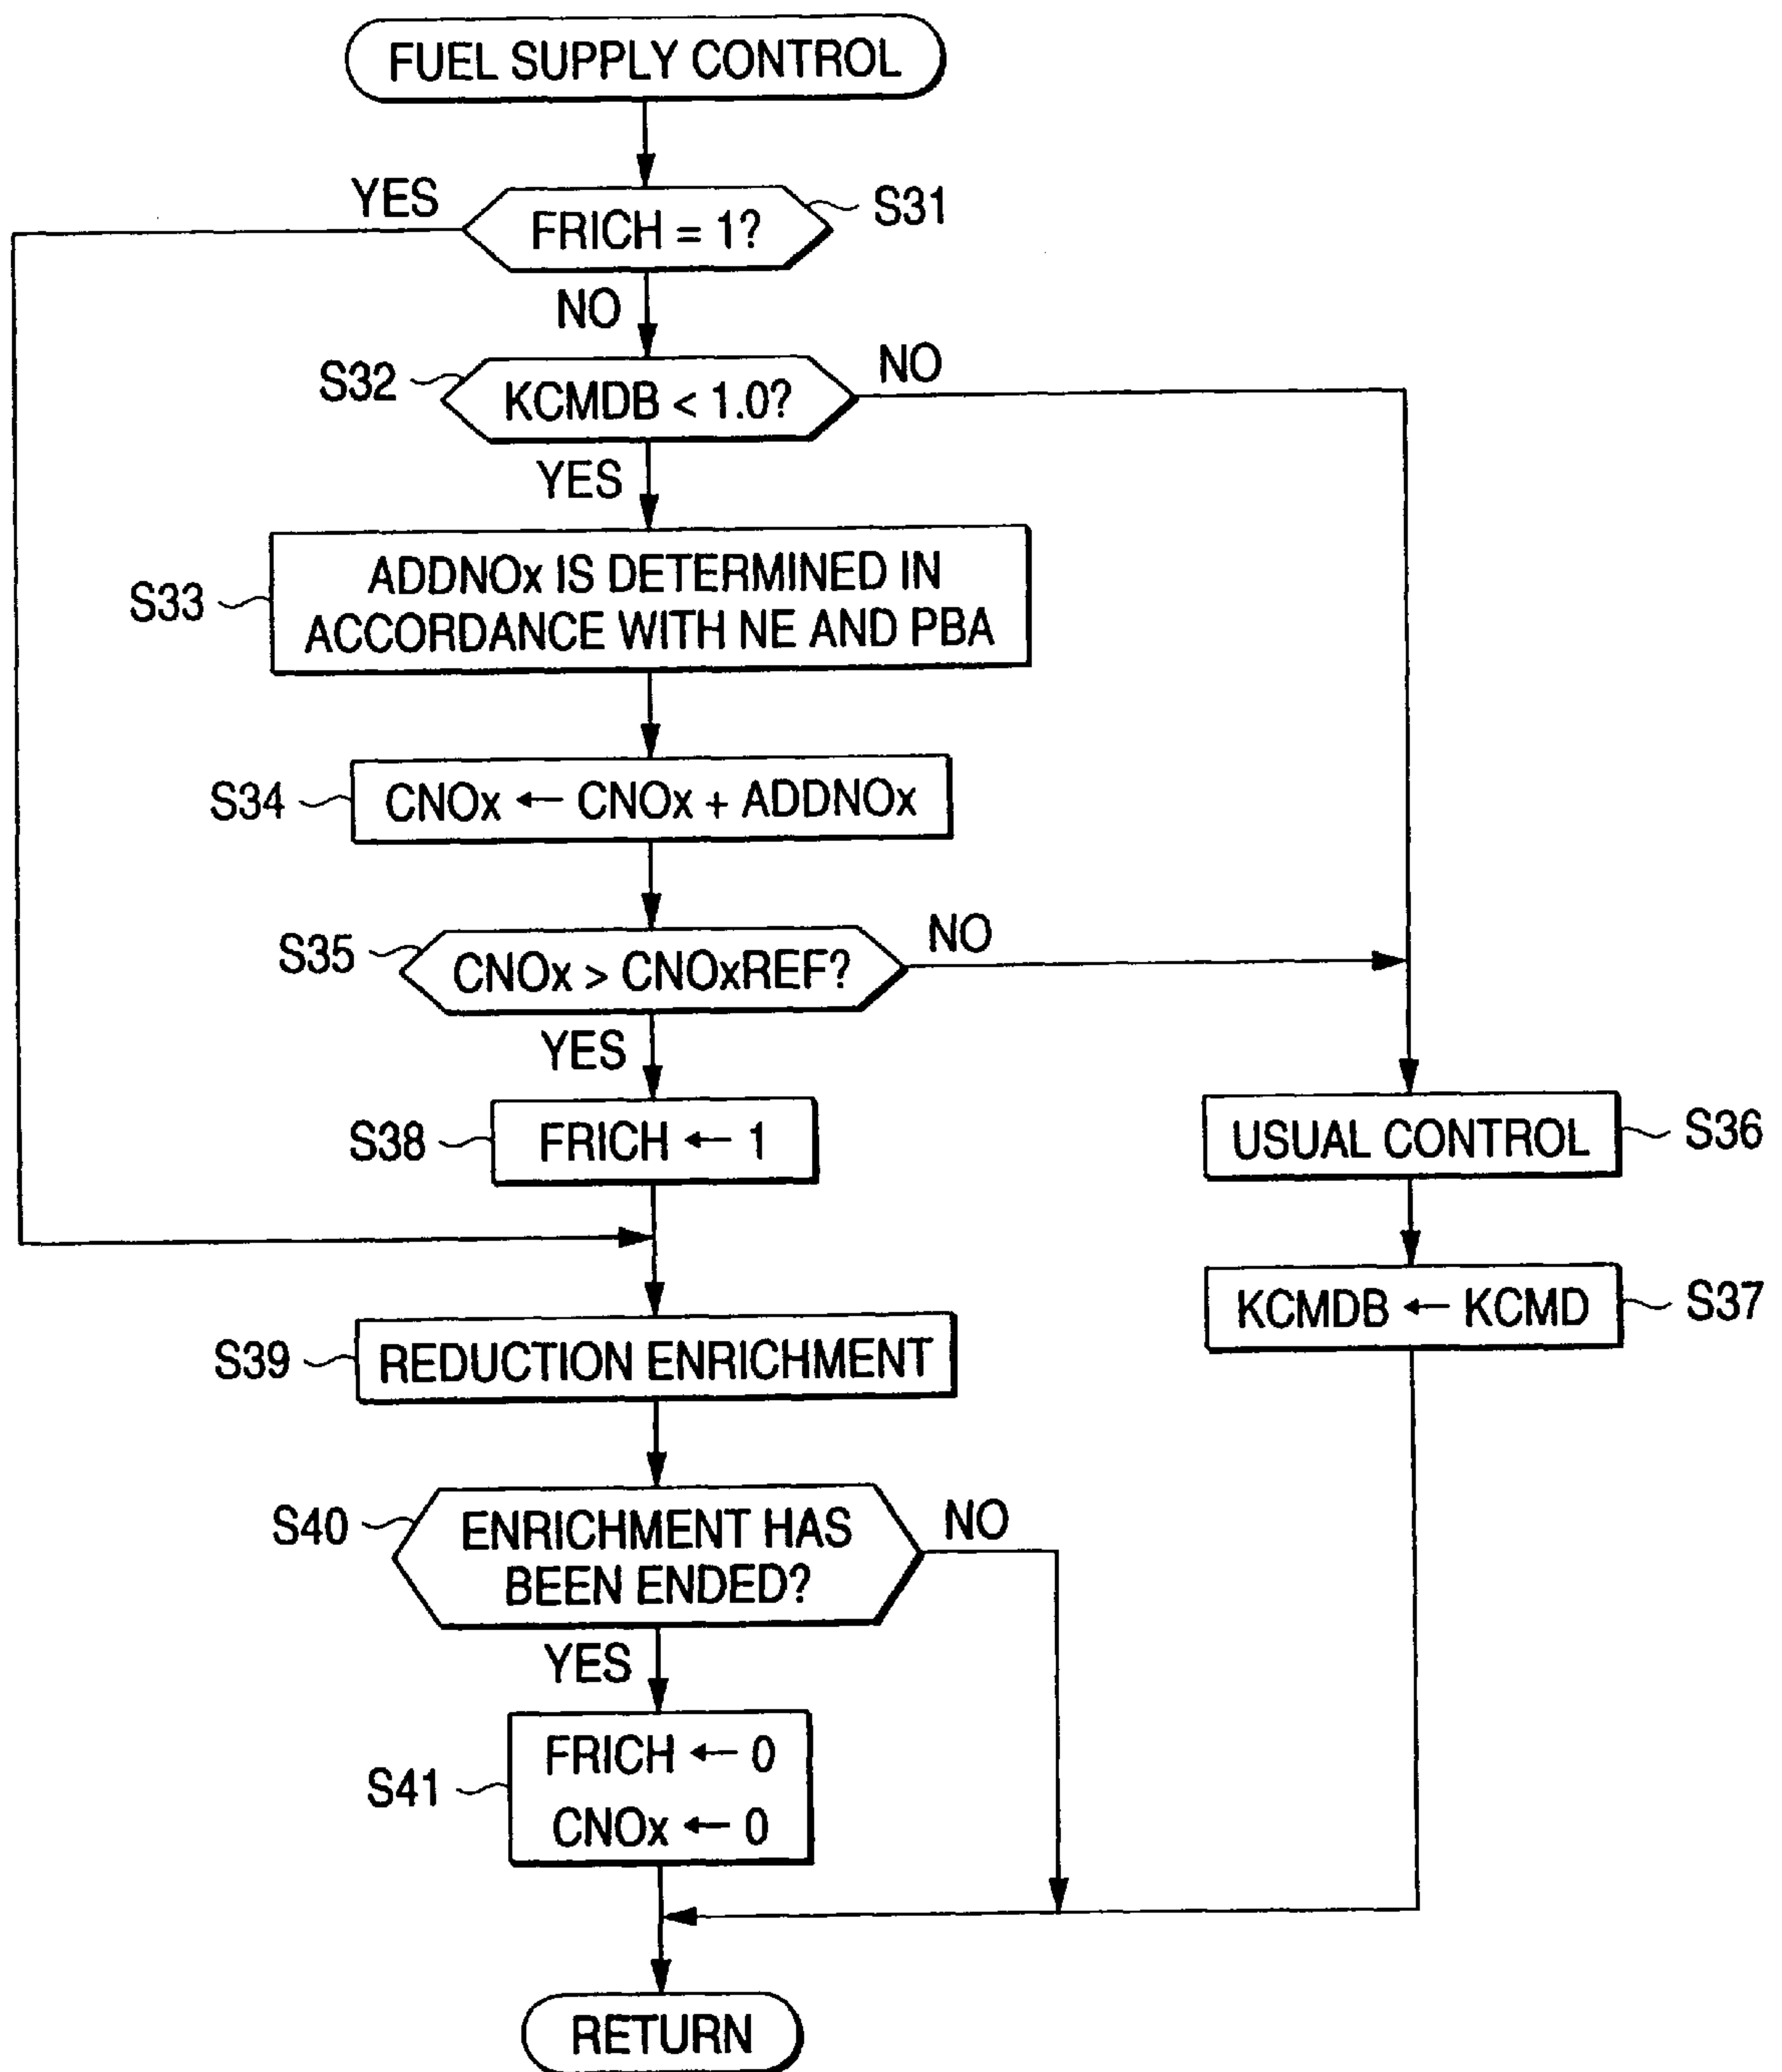 FUEL SUPPLY CONTROL
YES
FRICH = 1?
S31
NO
S32
KCMDB < 1.0?
NO
YES
S33
ADDNOx IS DETERMINED IN
ACCORDANCE WITH NE AND PBA
S34
CNOx ← CNOx + ADDNOx
S35
CNOx > CNOxREF?
NO
YES
S38
FRICH ← 1
USUAL CONTROL
S36
KCMDB ← KCMD
S37
S39
REDUCTION ENRICHMENT
S40
ENRICHMENT HAS
BEEN ENDED?
NO
YES
S41
FRICH ← 0
CNOx ← 0
RETURN